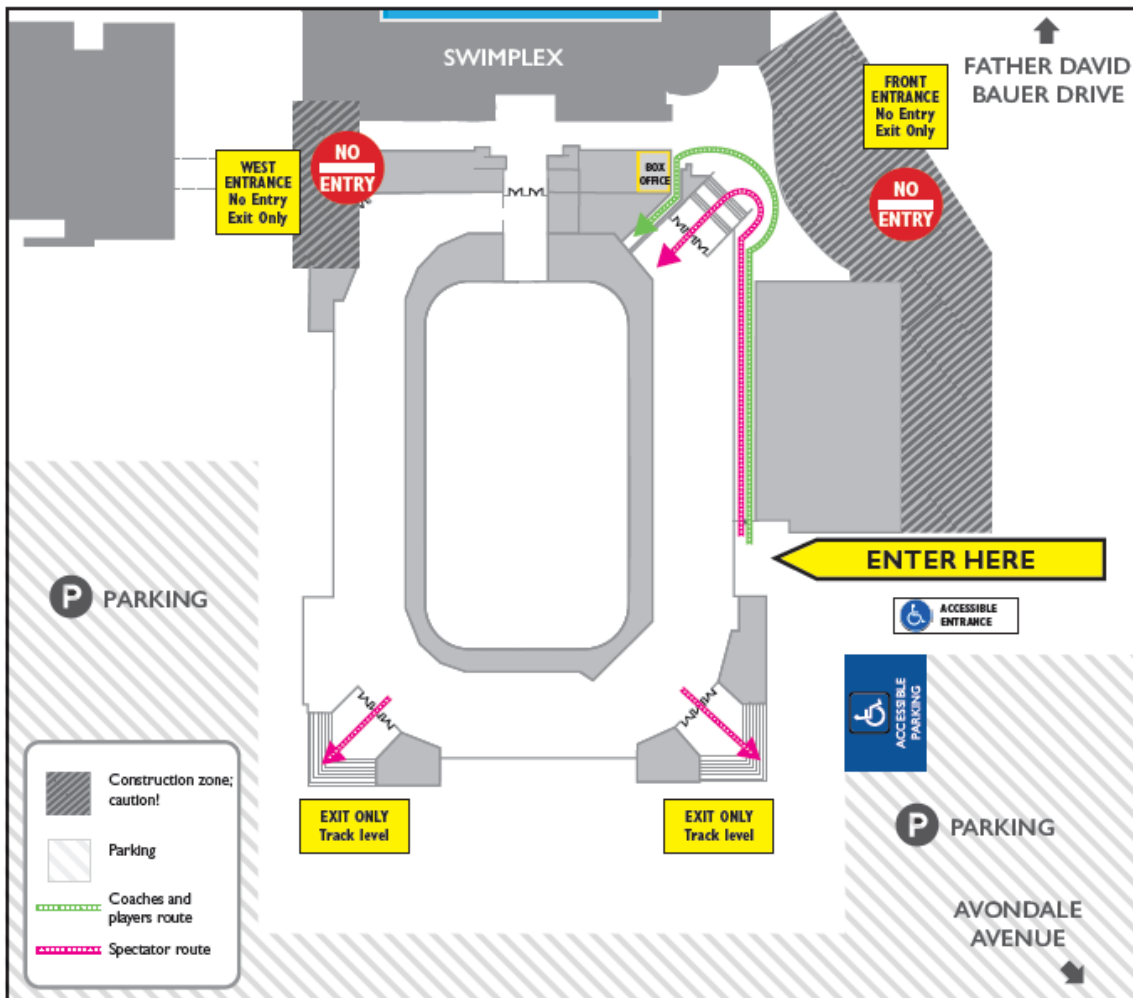 SWIMPLEX
FATHER DAVID
BAUER DRIVE
FRONT
ENTRANCE
No Entry
Exit Only
NO
ENTRY
WEST
ENTRANCE
No Entry
Exit Only
NO
ENTRY
BOX
OFFICE
ENTER HERE
ACCESSIBLE
ENTRANCE
P PARKING
ACCESSIBLE
PARKING
EXIT ONLY
Track level
EXIT ONLY
Track level
P PARKING
AVONDALE
AVENUE
Construction zone;
caution!
Parking
Coaches and
players route
Spectator route